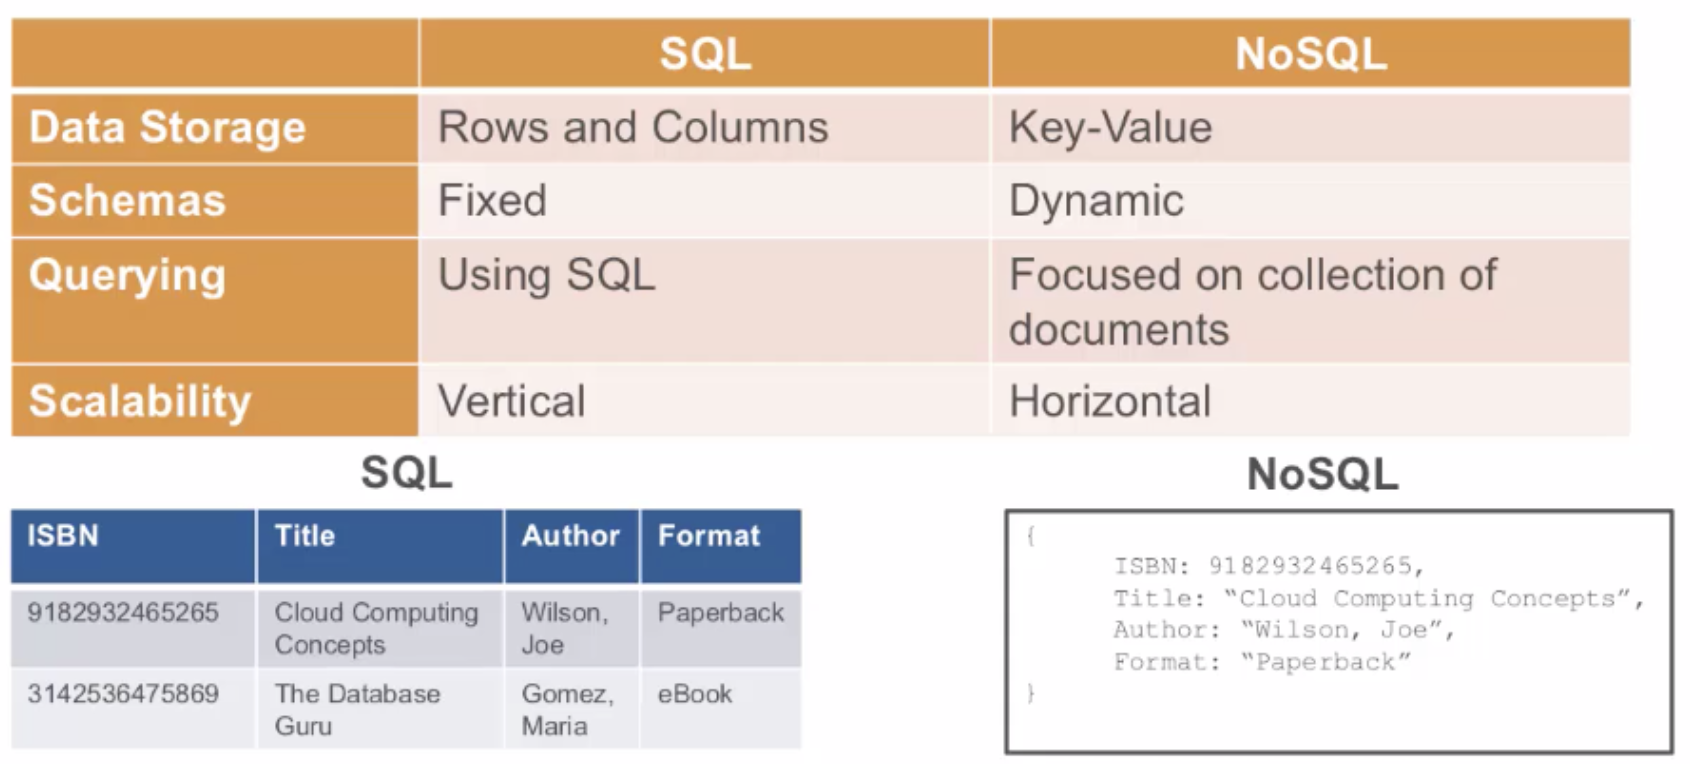 SQL NoSQL
Data Storage Rows and Columns Key-Value
Schemas Fixed Dynamic
Querying Using SQL Focused on collection of
documents
Scalability Vertical Horizontal
SQL
ISBN Title Author Format
9182932465265 Cloud Computing Wilson, Paperback
Concepts Joe
3142536475869 The Database Gomez, eBook
Guru Maria
NoSQL
{
ISBN: 9182932465265,
Title: “Cloud Computing Concepts”,
Author: “Wilson, Joe”,
Format: “Paperback”
}